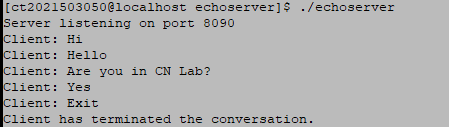 [ct2021503050@localhost echoserver]$ ./echoserver
Server listening on port 8090
Client: Hi
Client: Hello
Client: Are you in CN Lab?
Client: Yes
Client: Exit
Client has terminated the conversation.